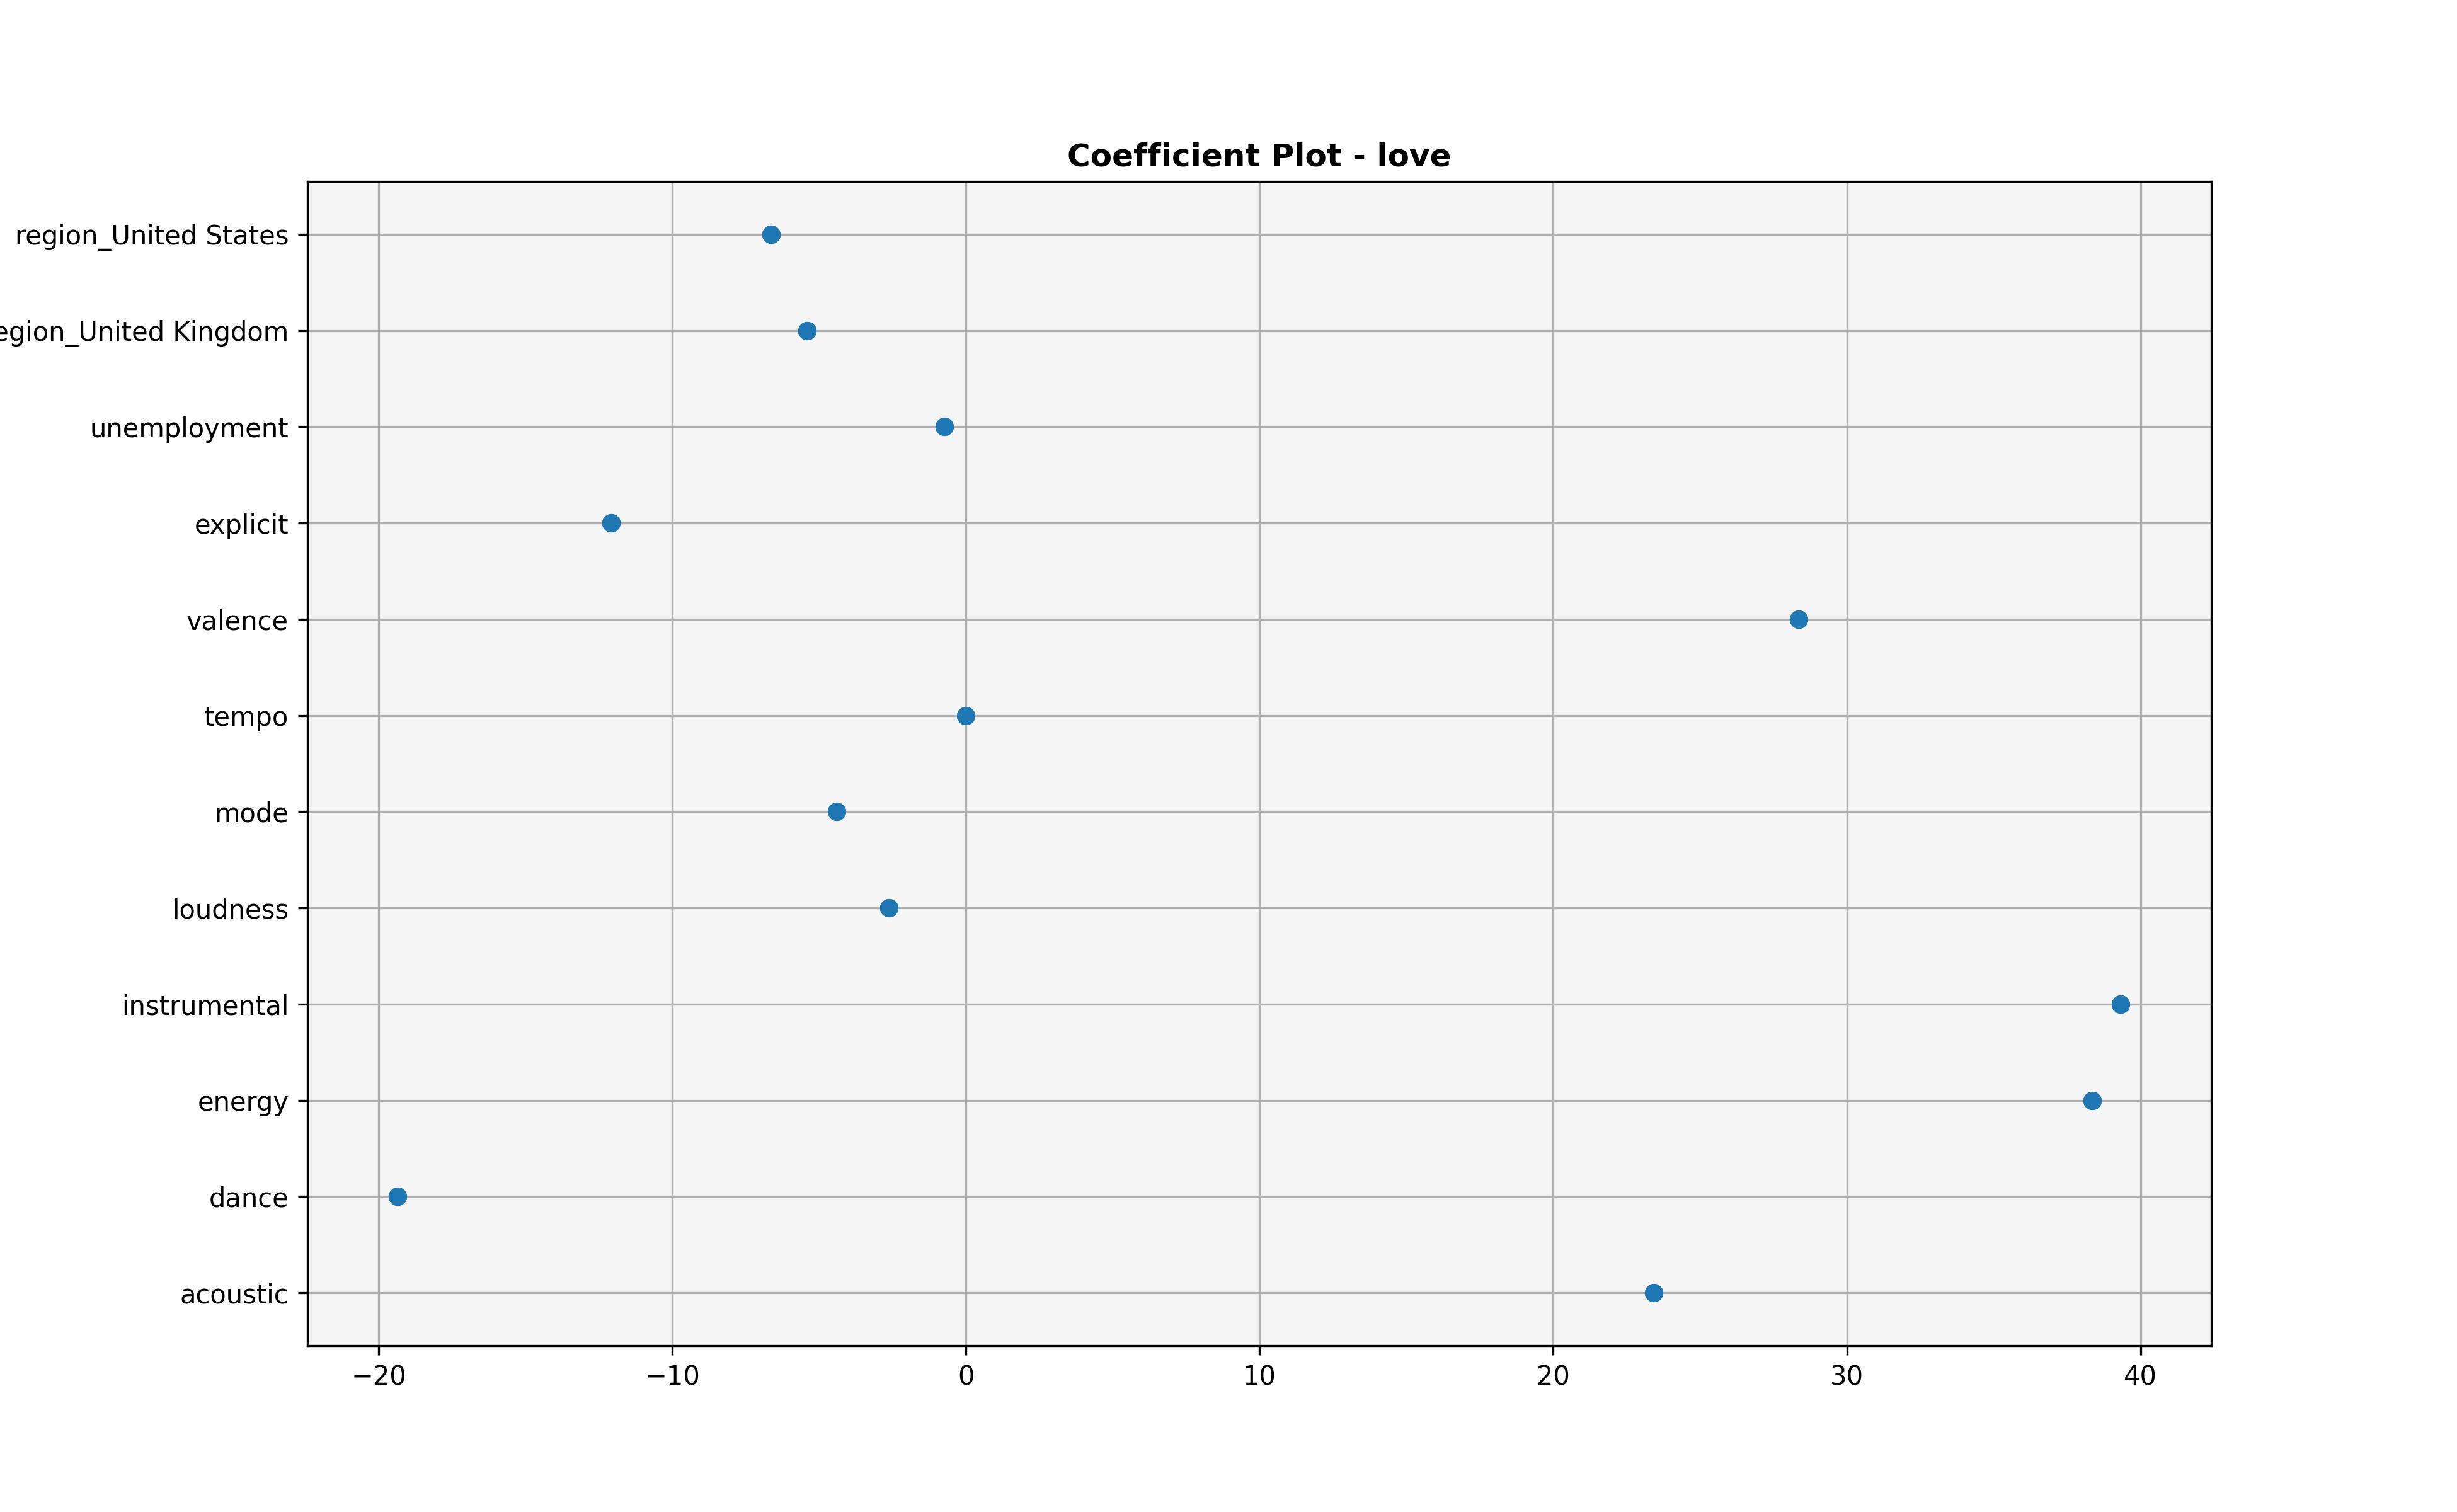 Coefficient Plot - love
region_United States
egion_United Kingdom
unemployment
explicit
valence
tempo
mode
loudness
instrumental
energy
dance
acoustic
−20 −10 0 10 20 30 40